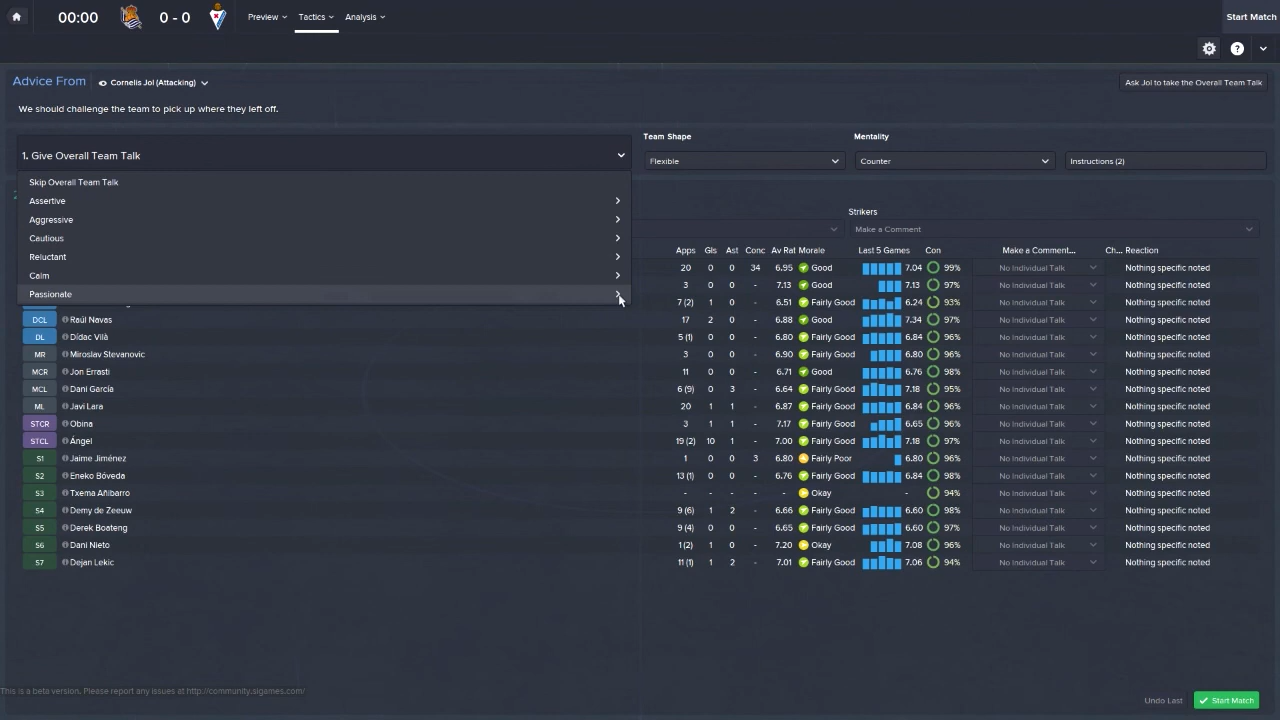 00:00 0 - 0 Preview Tactics Analysis Start Match
Advice From Cornelis Jol (Attacking) Ask Jol to take the Overall Team Talk
We should challenge the team to pick up where they left off.
Team Shape Mentality
1. Give Overall Team Talk Flexible Counter Instructions (2)
Skip Overall Team Talk
Assertive
Strikers
Aggressive
Make a Comment
Cautious
Apps Gls Ast Conc Av Rat Morale Last 5 Games Con Make a Comment... Ch... Reaction
Reluctant
20 0 0 34 6.95 Good 7.04 99% No Individual Talk Nothing specific noted
Calm
3 0 0 - 7.13 Good 7.13 97% No Individual Talk Nothing specific noted
Passionate
7 (2) 1 0 - 6.51 Fairly Good 6.24 93% No Individual Talk Nothing specific noted
DCL Raúl Navas 17 2 0 - 6.88 Good 7.34 97% No Individual Talk Nothing specific noted
DL Dídac Vilà 5 (1) 0 0 - 6.80 Fairly Good 6.84 96% No Individual Talk Nothing specific noted
MR Miroslav Stevanovic 3 0 0 - 6.90 Fairly Good 6.80 96% No Individual Talk Nothing specific noted
MCR Jon Errasti 11 0 0 - 6.71 Good 6.76 98% No Individual Talk Nothing specific noted
MCL Dani García 6 (9) 0 3 - 6.64 Fairly Good 7.18 95% No Individual Talk Nothing specific noted
ML Javi Lara 20 1 1 - 6.87 Fairly Good 6.84 96% No Individual Talk Nothing specific noted
STCR Obina 3 1 1 - 7.17 Fairly Good 6.65 96% No Individual Talk Nothing specific noted
STCL Ángel 19 (2) 10 1 - 7.00 Fairly Good 7.18 97% No Individual Talk Nothing specific noted
S1 Jaime Jiménez 1 0 0 3 6.80 Fairly Poor 6.80 96% No Individual Talk Nothing specific noted
S2 Eneko Bóveda 13 (1) 0 0 - 6.76 Fairly Good 6.84 98% No Individual Talk Nothing specific noted
S3 Txema Añibarro - - - - - Okay - 94% No Individual Talk Nothing specific noted
S4 Demy de Zeeuw 9 (6) 1 2 - 6.66 Fairly Good 6.60 98% No Individual Talk Nothing specific noted
S5 Derek Boateng 9 (4) 0 0 - 6.65 Fairly Good 6.60 97% No Individual Talk Nothing specific noted
S6 Dani Nieto 1 (2) 1 0 - 7.20 Okay 7.08 96% No Individual Talk Nothing specific noted
S7 Dejan Lekic 11 (1) 1 2 - 7.01 Fairly Good 7.06 94% No Individual Talk Nothing specific noted
This is a beta version. Please report any issues at http://community.sigames.com/
Undo Last Start Match